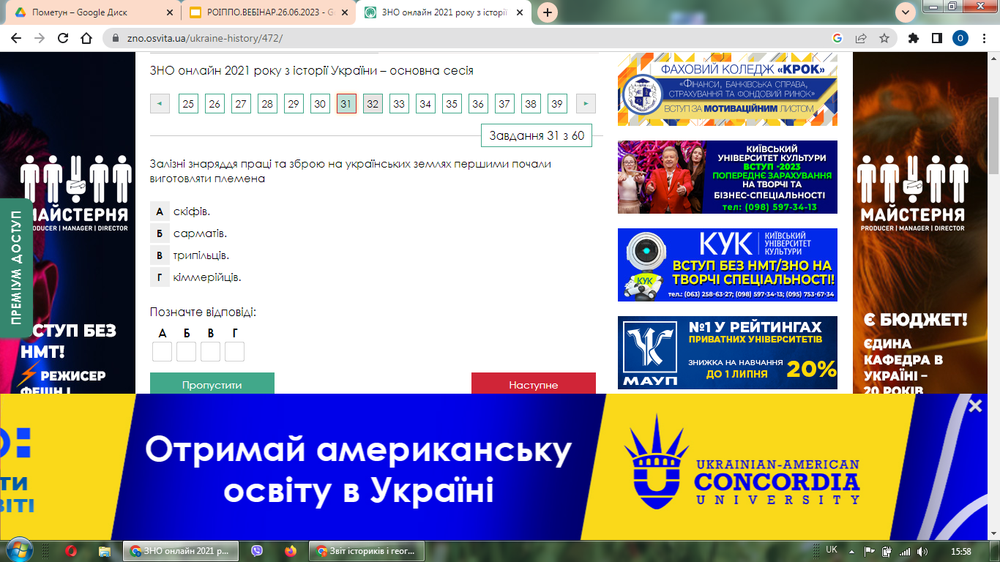 Пометун – Google Диск
РОІППО.ВЕБІНАР.26.06.2023 - G
ЗНО онлайн 2021 року з історії
zno.osvita.ua/ukraine-history/472/
О
ЗНО онлайн 2021 року з історії України – основна сесія
25 26 27 28 29 30 31 32 33 34 35 36 37 38 39
Завдання 31 з 60
Залізні знаряддя праці та зброю на українських землях першими почали
виготовляти племена
А скіфів.
Б сарматів.
В трипільців.
Г кіммерійців.
Позначте відповіді:
А Б В Г
Пропустити
Наступне
ПРЕМІУМ ДОСТУП
МАЙСТЕРНЯ
PRODUCER | MANAGER | DIRECTOR
ВСТУП БЕЗ
НМТ!
РЕЖИСЕР
ФАХОВИЙ КОЛЕДЖ «КРОК»
«ФІНАНСИ, БАНКІВСЬКА СПРАВА,
СТРАХУВАННЯ ТА ФОНДОВИЙ РИНОК»
ВСТУП ЗА МОТИВАЦІЙНИМ ЛИСТОМ
КИЇВСЬКИЙ
УНІВЕРСИТЕТ КУЛЬТУРИ
ВСТУП -2023
ПОПЕРЕДНЄ ЗАРАХУВАННЯ
НА ТВОРЧІ ТА
БІЗНЕС-СПЕЦІАЛЬНОСТІ
тел: (098) 597-34-13
КУК
КИЇВСЬКИЙ
УНІВЕРСИТЕТ
КУЛЬТУРИ
ВСТУП БЕЗ НМТ/ЗНО НА
ТВОРЧІ СПЕЦІАЛЬНОСТІ!
КУК
тел.: (063) 258-63-27; (098) 597-34-13; (095) 753-67-34
№1 У РЕЙТИНГАХ
ПРИВАТНИХ УНІВЕРСИТЕТІВ
ЗНИЖКА НА НАВЧАННЯ
ДО 1 ЛИПНЯ
20%
МАУП
МАЙСТЕРНЯ
PRODUCER | MANAGER | DIRECTOR
Є БЮДЖЕТ!
ЄДИНА
КАФЕДРА В
УКРАЇНІ –
20 РОКІВ
Отримай американську
освіту в Україні
UKRAINIAN-AMERICAN
CONCORDIA
UNIVERSITY
ЗНО онлайн 2021 р...
Звіт істориків і геог...
UK
15:58